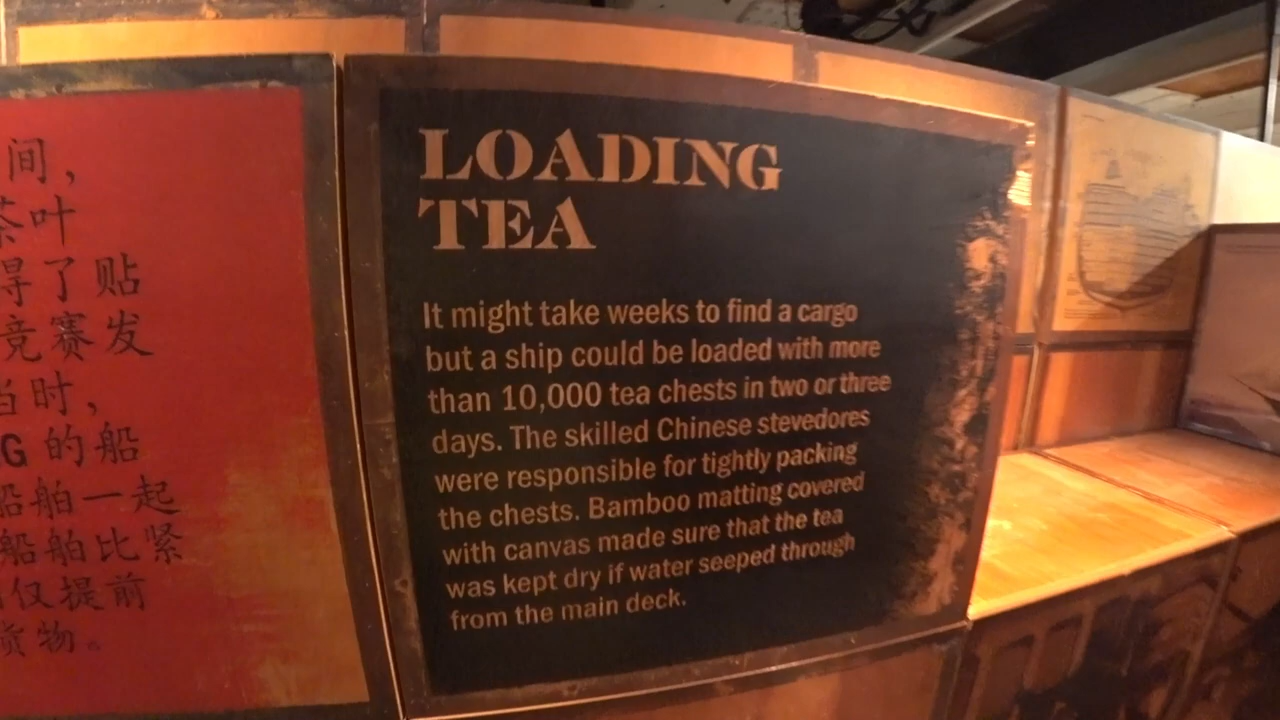 间，
茶叶
得了贴
竞赛发
当时，
G 的船
船舶一起
船舶比紧
仅提前
货物。
LOADING
TEA
It might take weeks to find a cargo
but a ship could be loaded with more
than 10,000 tea chests in two or three
days. The skilled Chinese stevedores
were responsible for tightly packing
the chests. Bamboo matting covered
with canvas made sure that the tea
was kept dry if water seeped through
from the main deck.